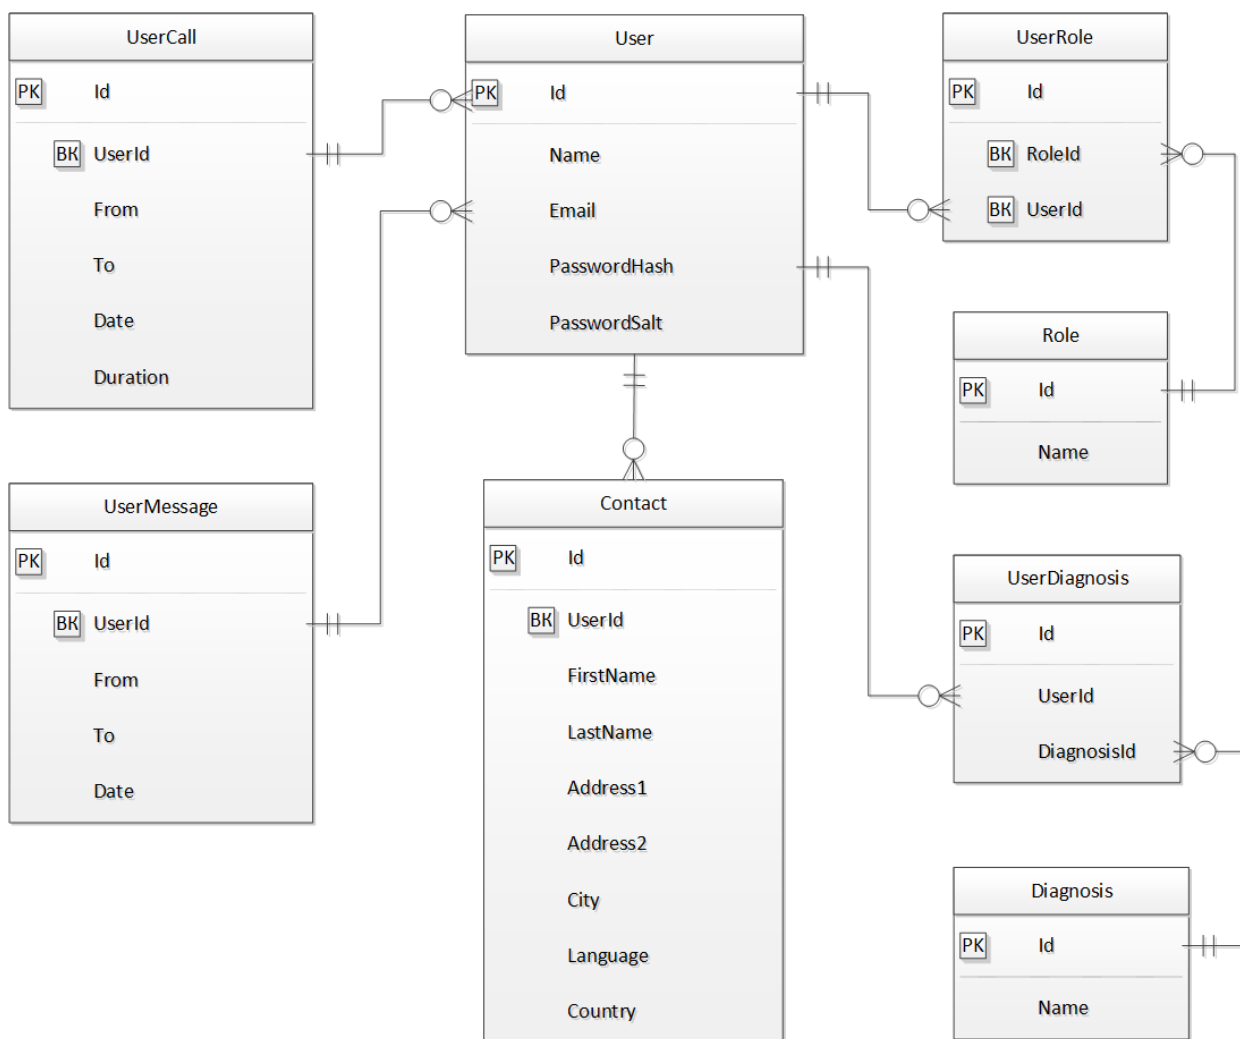 UserCall
PK Id
BK UserId
From
To
Date
Duration
User
PK Id
Name
Email
PasswordHash
PasswordSalt
UserRole
PK Id
BK RoleId
BK UserId
Role
PK Id
Name
UserMessage
PK Id
BK UserId
From
To
Date
Contact
PK Id
BK UserId
FirstName
LastName
Address1
Address2
City
Language
Country
UserDiagnosis
PK Id
UserId
DiagnosisId
Diagnosis
PK Id
Name